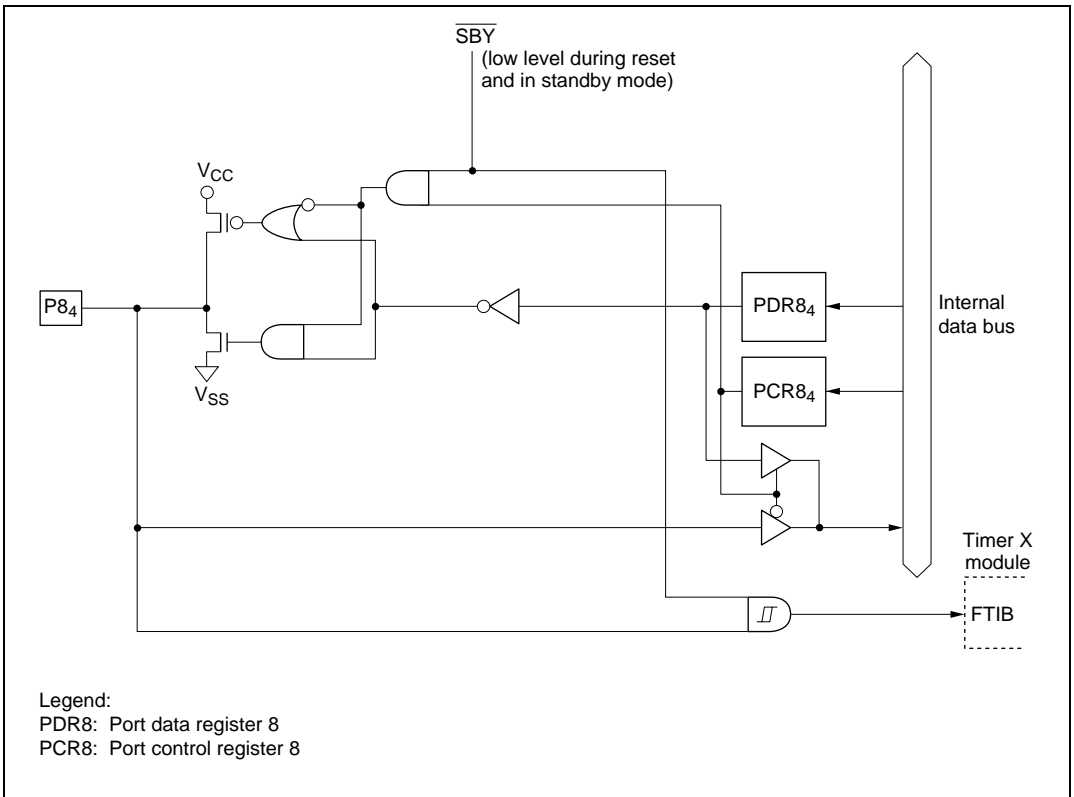 SBY
(low level during reset
and in standby mode)
VCC
P84
VSS
PDR84
PCR84
Internal
data bus
Timer X
module
FTIB
Legend:
PDR8: Port data register 8
PCR8: Port control register 8